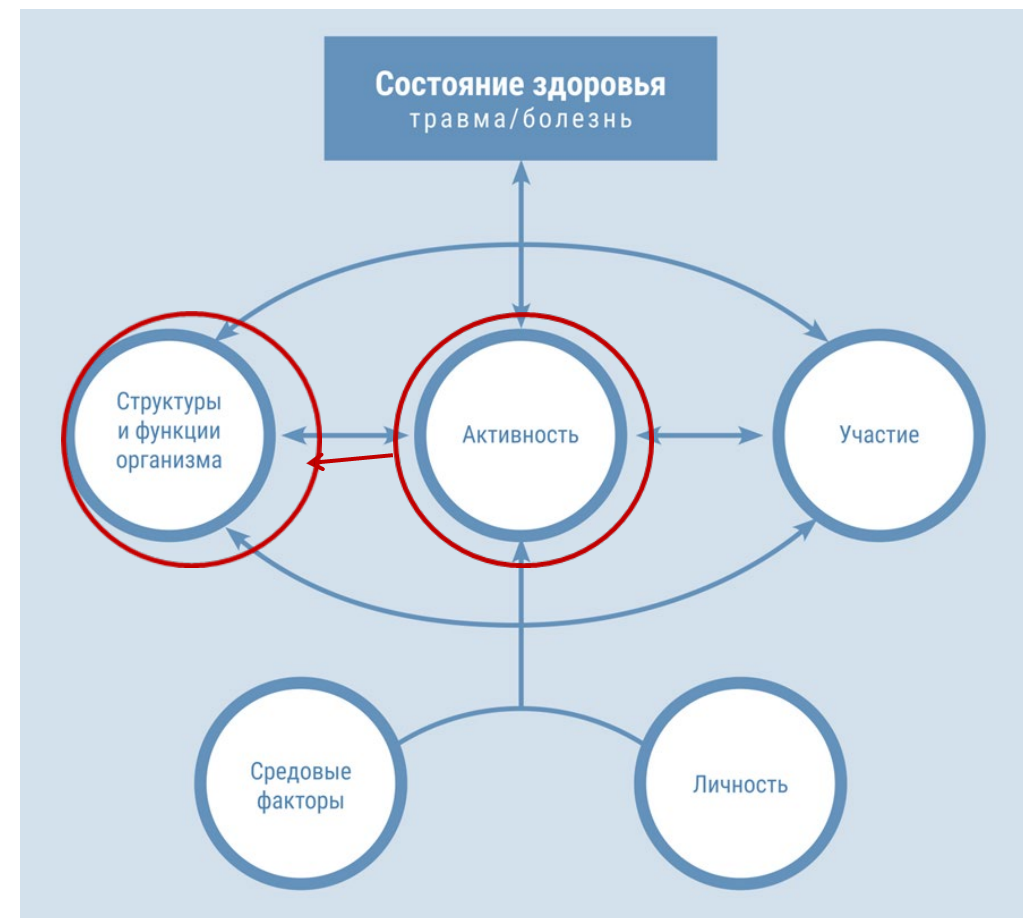 Состояние здоровья
травма/болезнь
Структуры
и функции
организма
Активность
Участие
Средовые
факторы
Личность